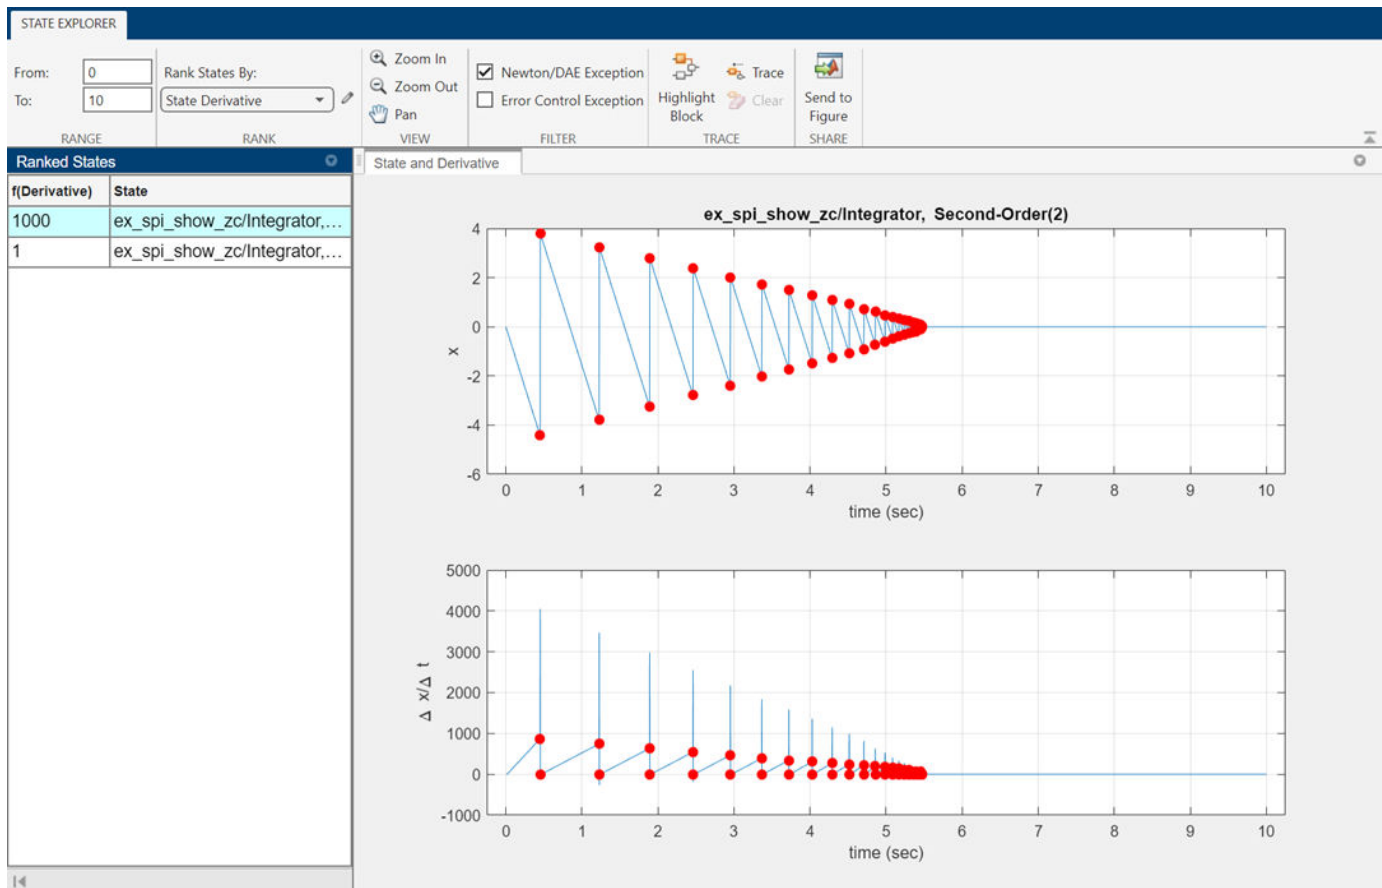 STATE EXPLORER
From: 0
To: 10
RANGE
Rank States By:
State Derivative
RANK
Zoom In
Zoom Out
Pan
VIEW
Newton/DAE Exception
Error Control Exception
FILTER
Highlight
Block
Trace
Clear
TRACE
Send to
Figure
SHARE
Ranked States
f(Derivative) State
1000 ex_spi_show_zc/Integrator,...
1 ex_spi_show_zc/Integrator,...
State and Derivative
ex_spi_show_zc/Integrator, Second-Order(2)
4
2
0
-2
-4
-6
x
0 1 2 3 4 5 6 7 8 9 10
time (sec)
5000
4000
3000
2000
1000
0
-1000
Δ x/Δ t
0 1 2 3 4 5 6 7 8 9 10
time (sec)